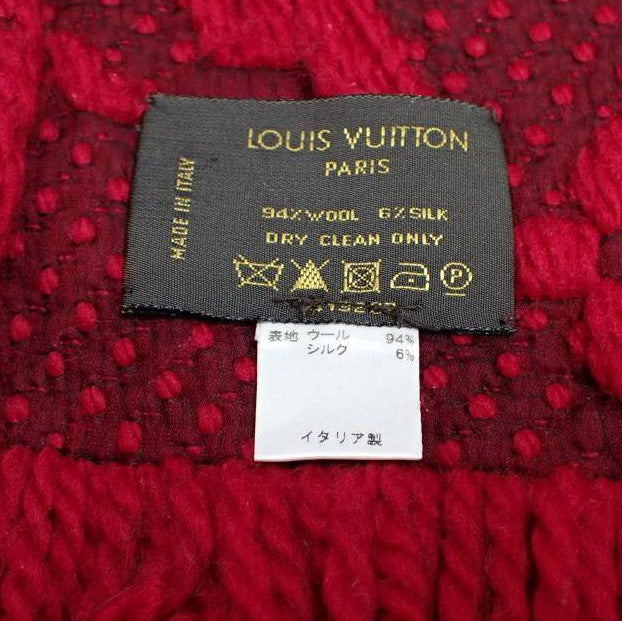 LOUIS VUITTON
PARIS
MADE IN ITALY
94% WOOL 6% SILK
DRY CLEAN ONLY
P
表地 ウール 94%
シルク 6%
イタリア製